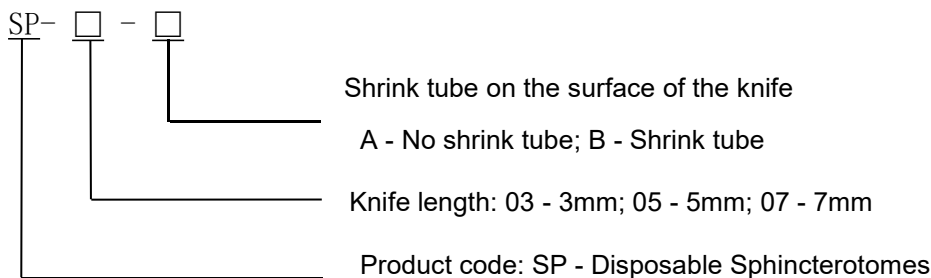 SP- □ - □
Shrink tube on the surface of the knife
A - No shrink tube; B - Shrink tube
Knife length: 03 - 3mm; 05 - 5mm; 07 - 7mm
Product code: SP - Disposable Sphincterotomes